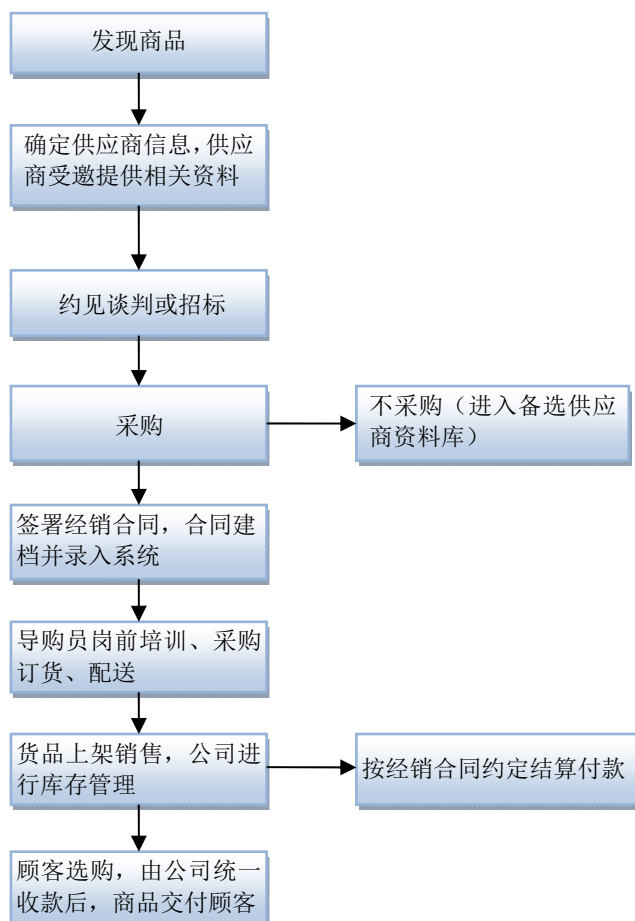 发现商品
确定供应商信息，供应
商受邀提供相关资料
约见谈判或招标
采购
不采购（进入备选供应
商资料库）
签署经销合同，合同建
档并录入系统
导购员岗前培训、采购
订货、配送
货品上架销售，公司进
行库存管理
按经销合同约定结算付款
顾客选购，由公司统一
收款后，商品交付顾客